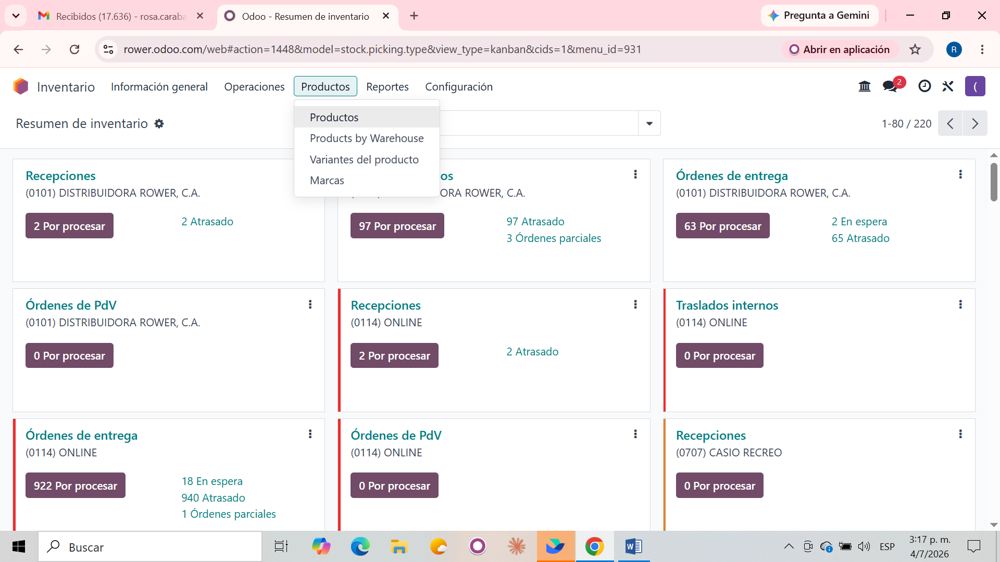 Recibidos (17.636) - rosa.caraba
Odoo - Resumen de inventario
Pregunta a Gemini
rower.odoo.com/web#action=1448&model=stock.picking.type&view_type=kanban&cids=1&menu_id=931
Abrir en aplicación
R
Inventario
Información general
Operaciones
Productos
Reportes
Configuración
2
(
Resumen de inventario
1-80 / 220
Productos
Products by Warehouse
Variantes del producto
Marcas
Recepciones
(0101) DISTRIBUIDORA ROWER, C.A.
2 Por procesar
2 Atrasado
os
ORA ROWER, C.A.
97 Por procesar
97 Atrasado
3 Órdenes parciales
Órdenes de entrega
(0101) DISTRIBUIDORA ROWER, C.A.
63 Por procesar
2 En espera
65 Atrasado
Órdenes de PdV
(0101) DISTRIBUIDORA ROWER, C.A.
0 Por procesar
Recepciones
(0114) ONLINE
2 Por procesar
2 Atrasado
Traslados internos
(0114) ONLINE
0 Por procesar
Órdenes de entrega
(0114) ONLINE
922 Por procesar
18 En espera
940 Atrasado
1 Órdenes parciales
Órdenes de PdV
(0114) ONLINE
0 Por procesar
Recepciones
(0707) CASIO RECREO
0 Por procesar
Buscar
ESP
3:17 p. m.
4/7/2026